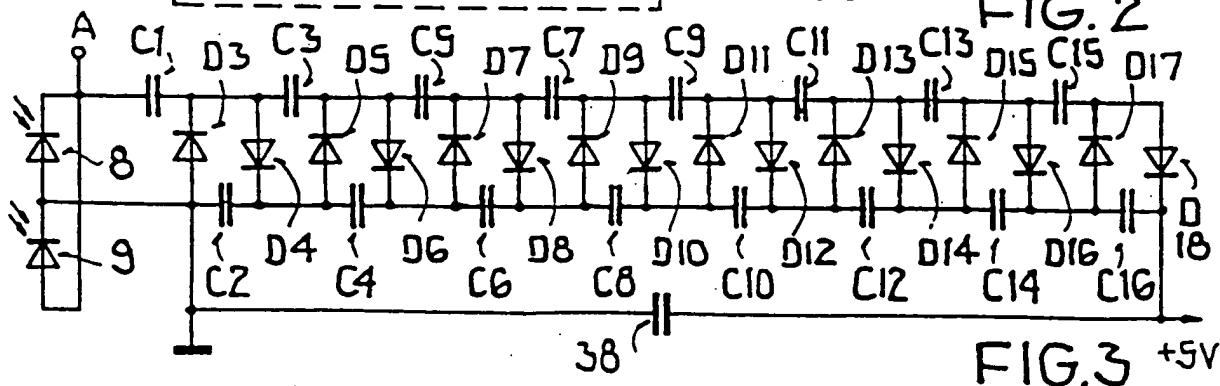 FIG. 2
A
C1 D3 C3 D5 C5 D7 C7 D9 C9 D11 C11 D13 C13 D15 C15 D17
8
9
C2 D4 C4 D6 C6 D8 C8 D10 C10 D12 C12 D14 C14 D16 C16 D
18
38
FIG.3 +5V